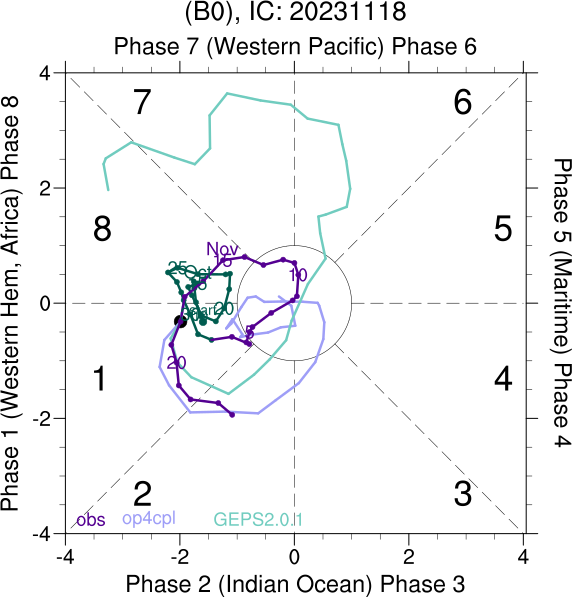 (B0), IC: 20231118
Phase 7 (Western Pacific) Phase 6
4
7
6
Phase 1 (Western Hem, Africa) Phase 8
2
8
5
Phase 5 (Maritime) Phase 4
Nov
5
25
Oct
10
0
20
5
20
1
4
-2
2
3
obs
op4cpl
GEPS2.0.1
-4
-4
-2
0
2
4
Phase 2 (Indian Ocean) Phase 3